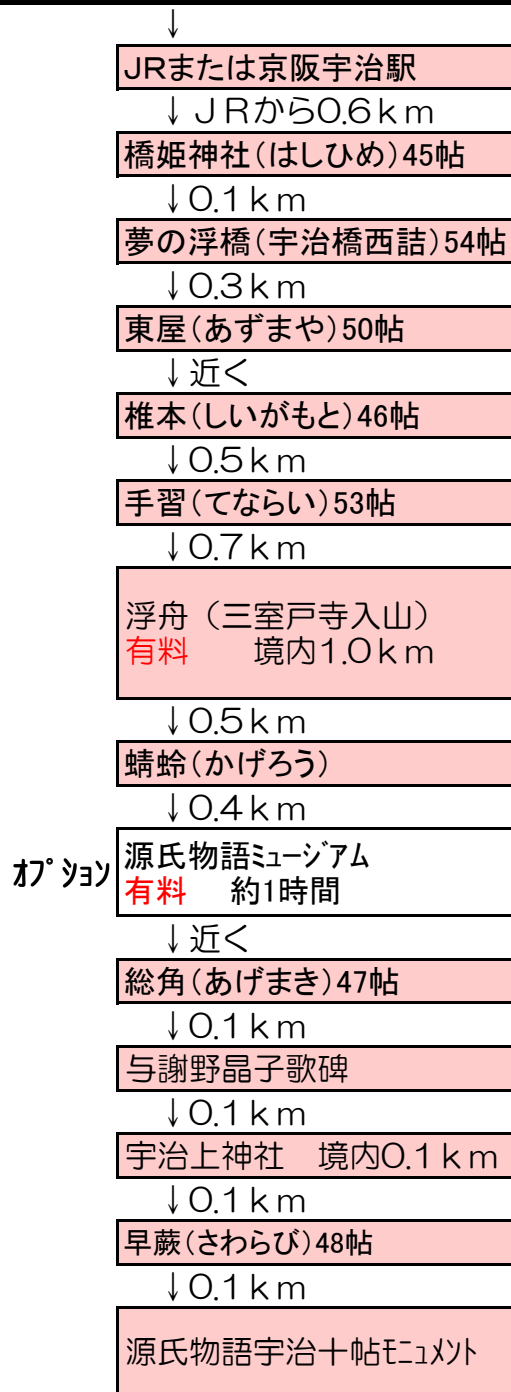 ↓
JRまたは京阪宇治駅
↓ＪＲから0.6ｋｍ
橋姫神社（はしひめ）45帖
↓0.1ｋｍ
夢の浮橋（宇治橋西詰）54帖
↓0.3ｋｍ
東屋（あずまや）50帖
↓近く
椎本（しいがもと）46帖
↓0.5ｋｍ
手習（てならい）53帖
↓0.7ｋｍ
浮舟（三室戸寺入山）
有料　　境内1.0ｋｍ
↓0.5ｋｍ
蜻蛉（かげろう）
↓0.4ｋｍ
ｵﾌﾟｼｮﾝ
源氏物語ﾐｭｰｼﾞｱﾑ
有料　約1時間
↓近く
総角（あげまき）47帖
↓0.1ｋｍ
与謝野晶子歌碑
↓0.1ｋｍ
宇治上神社　境内0.1ｋｍ
↓0.1ｋｍ
早蕨（さわらび）48帖
↓0.1ｋｍ
源氏物語宇治十帖ﾓﾆｭﾒﾝﾄ